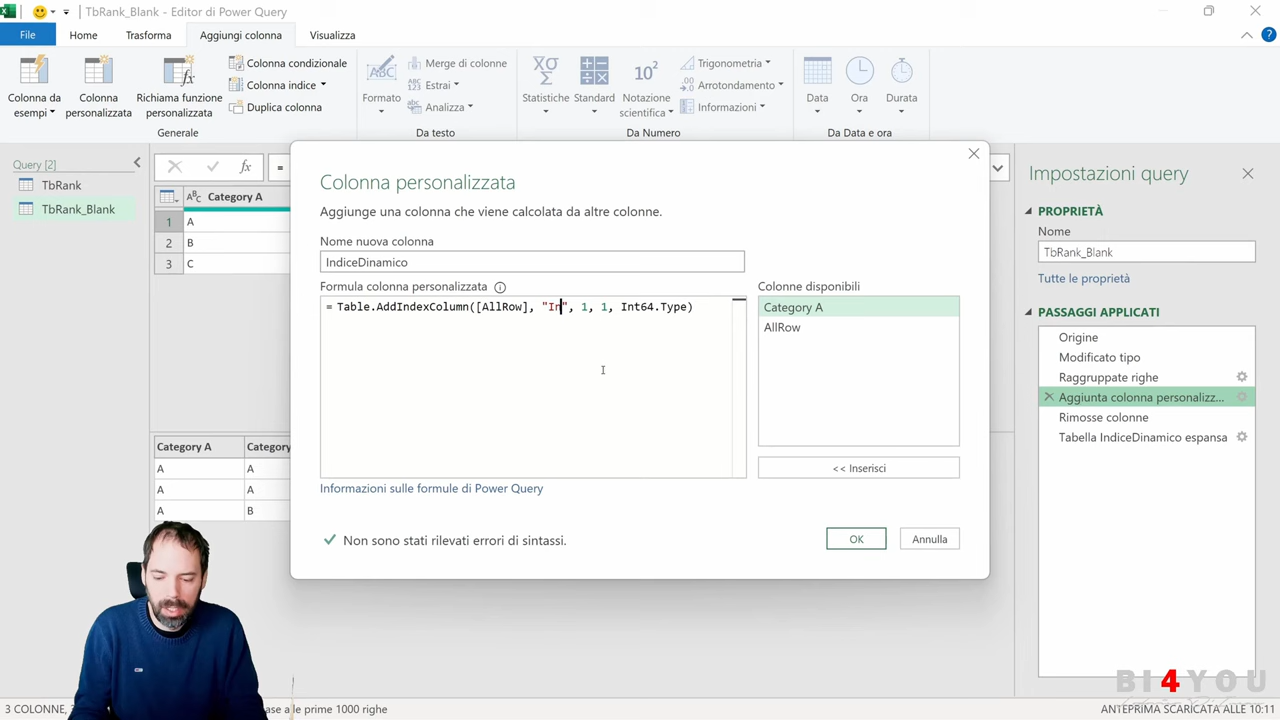 TbRank_Blank - Editor di Power Query
File
Home
Trasforma
Aggiungi colonna
Visualizza
Colonna da
esempi
Colonna
personalizzata
Richiama funzione
personalizzata
Colonna condizionale
Colonna indice
Duplica colonna
Generale
ABC
Formato
Merge di colonne
Estrai
Analizza
Da testo
Statistiche
Standard
10²
Notazione
scientifica
Trigonometria
Arrotondamento
Informazioni
Da Numero
Data
Ora
Durata
Da Data e ora
Query [2]
TbRank
TbRank_Blank
fx
=
Category A
1 A
2 B
3 C
Category A Category
A A
A A
A B
Colonna personalizzata
Aggiunge una colonna che viene calcolata da altre colonne.
Nome nuova colonna
IndiceDinamico
Formula colonna personalizzata
= Table.AddIndexColumn([AllRow], "In", 1, 1, Int64.Type)
Colonne disponibili
Category A
AllRow
<< Inserisci
Informazioni sulle formule di Power Query
Non sono stati rilevati errori di sintassi.
OK
Annulla
Impostazioni query
PROPRIETÀ
Nome
TbRank_Blank
Tutte le proprietà
PASSAGGI APPLICATI
Origine
Modificato tipo
Raggruppate righe
Aggiunta colonna personalizz...
Rimosse colonne
Tabella IndiceDinamico espansa
BI4YOU
3 COLONNE,
ase a le prime 1000 righe
ANTEPRIMA SCARICATA ALLE 10:11